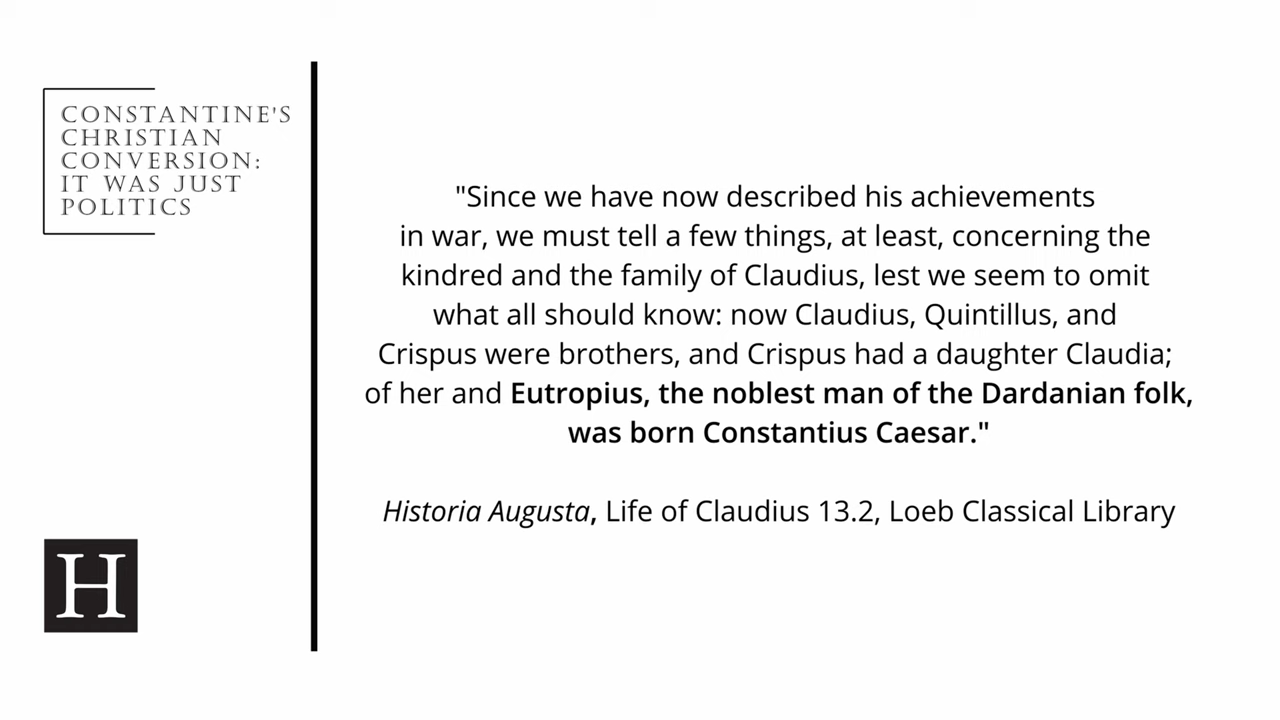 CONSTANTINE'S
CHRISTIAN
CONVERSION:
IT WAS JUST
POLITICS
"Since we have now described his achievements
in war, we must tell a few things, at least, concerning the
kindred and the family of Claudius, lest we seem to omit
what all should know: now Claudius, Quintillus, and
Crispus were brothers, and Crispus had a daughter Claudia;
of her and Eutropius, the noblest man of the Dardanian folk,
was born Constantius Caesar."
Historia Augusta, Life of Claudius 13.2, Loeb Classical Library
H